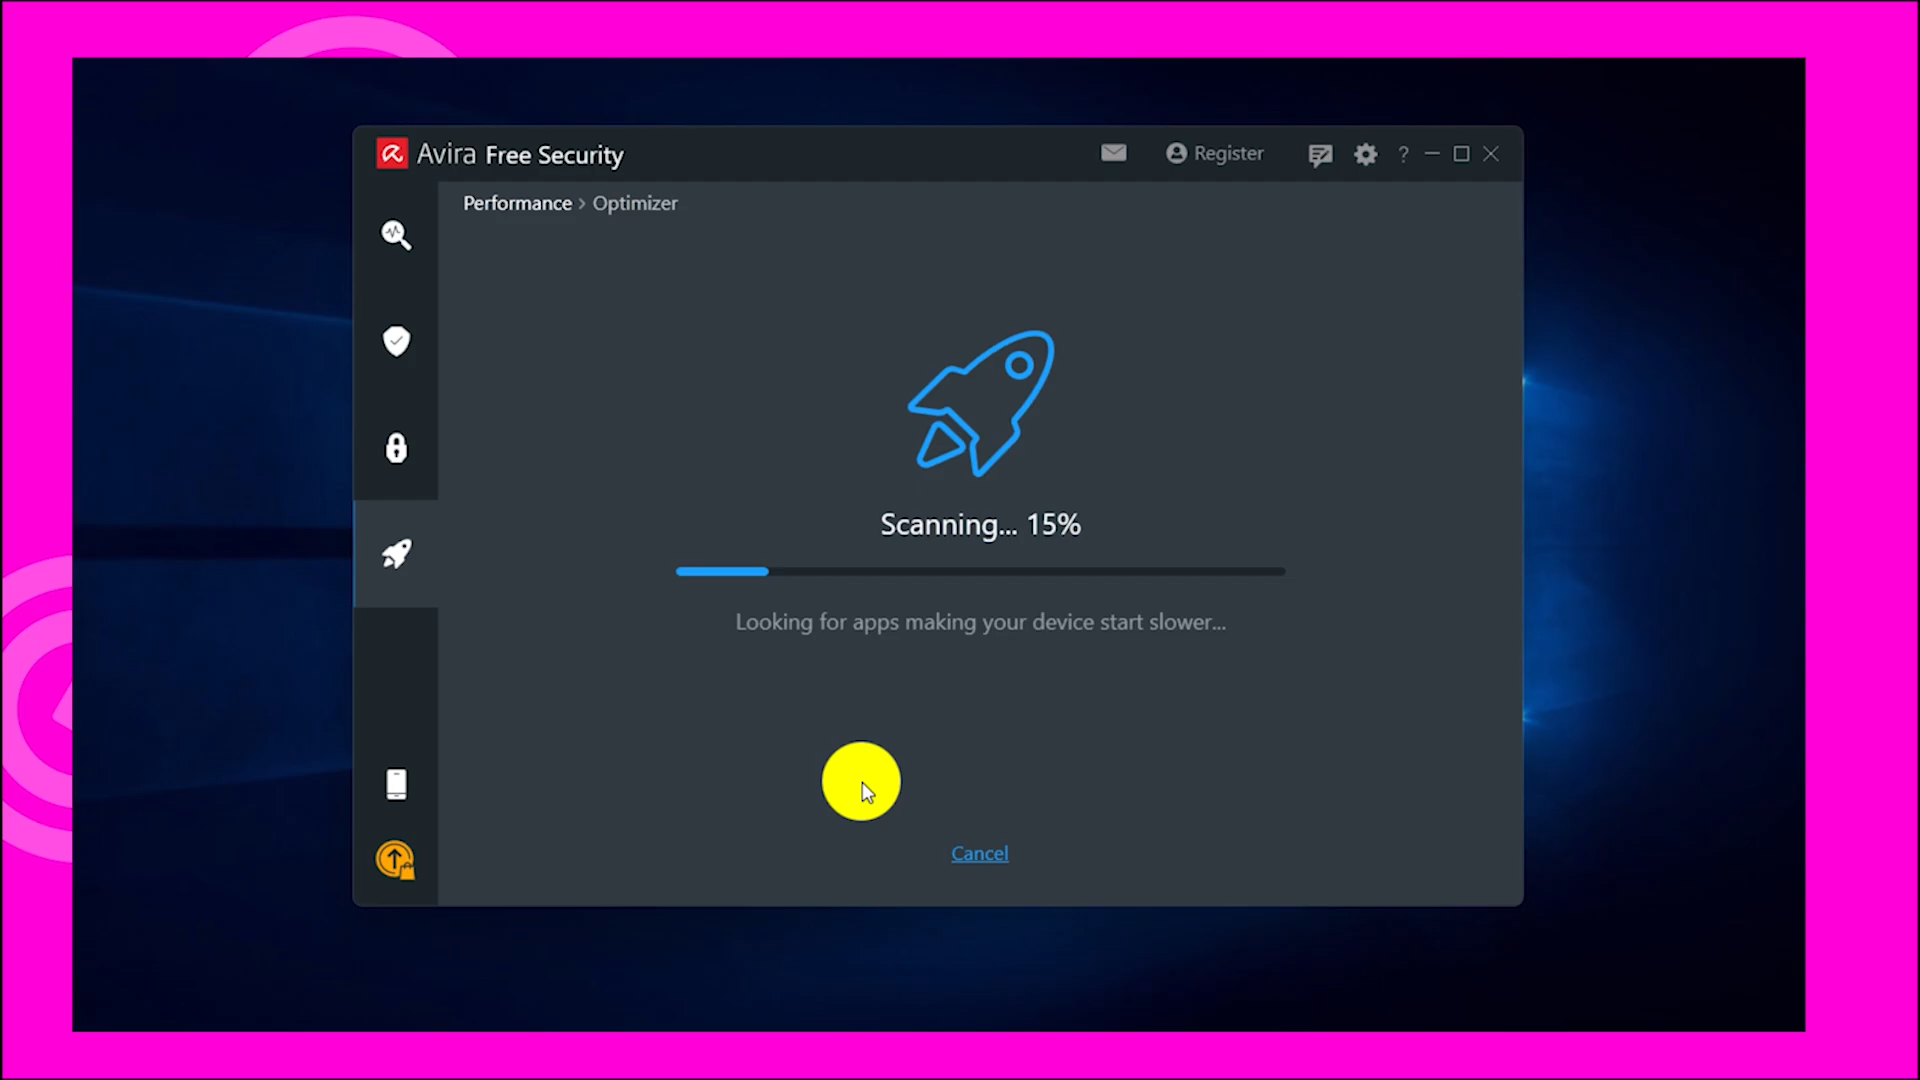 Avira Free Security
Register
?
Performance > Optimizer
Scanning... 15%
Looking for apps making your device start slower...
Cancel